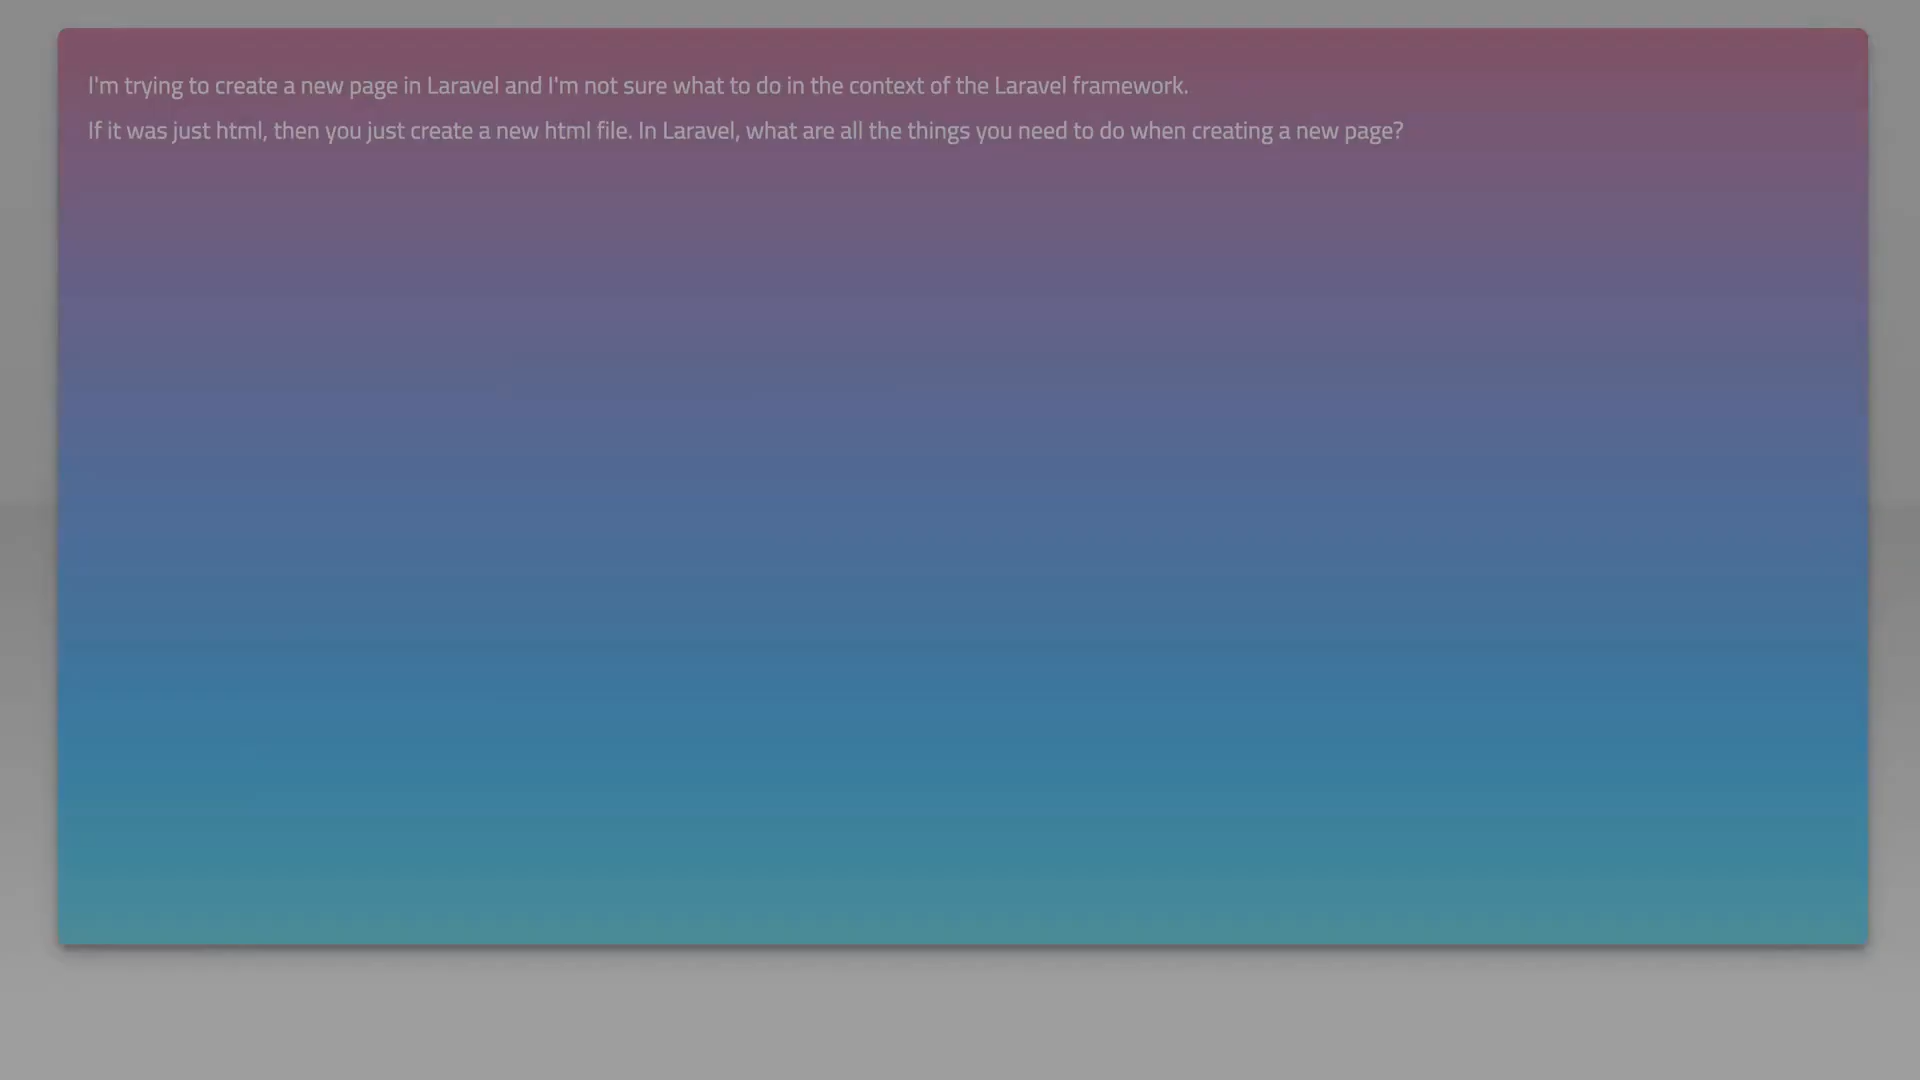 I'm trying to create a new page in Laravel and I'm not sure what to do in the context of the Laravel framework.
If it was just html, then you just create a new html file. In Laravel, what are all the things you need to do when creating a new page?